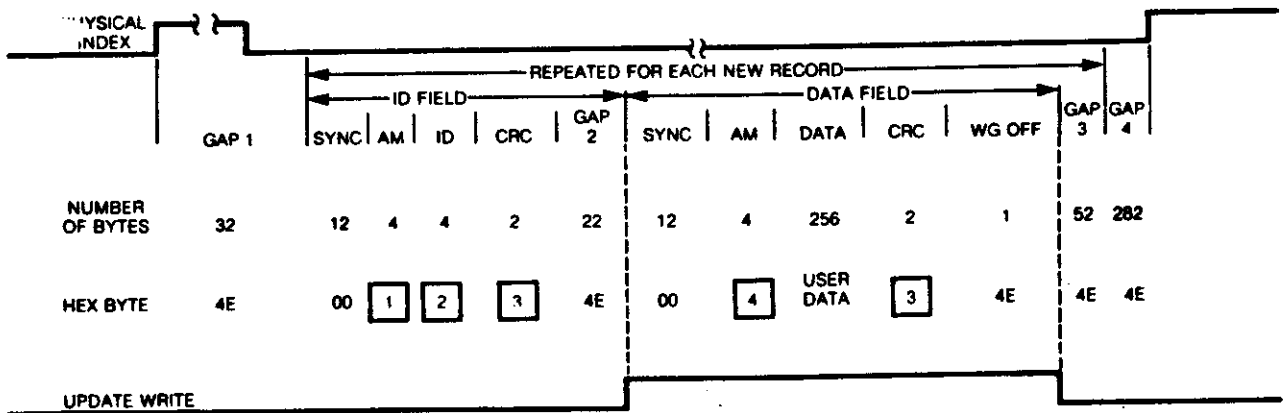 YSICAL
INDEX
REPEATED FOR EACH NEW RECORD
ID FIELD DATA FIELD
GAP 1 SYNC AM ID CRC GAP 2 SYNC AM DATA CRC WG OFF GAP 3 GAP 4
NUMBER
OF BYTES 32 12 4 4 2 22 12 4 256 2 1 52 282
HEX BYTE 4E 00 1 2 3 4E 00 4 USER DATA 3 4E 4E 4E
UPDATE WRITE